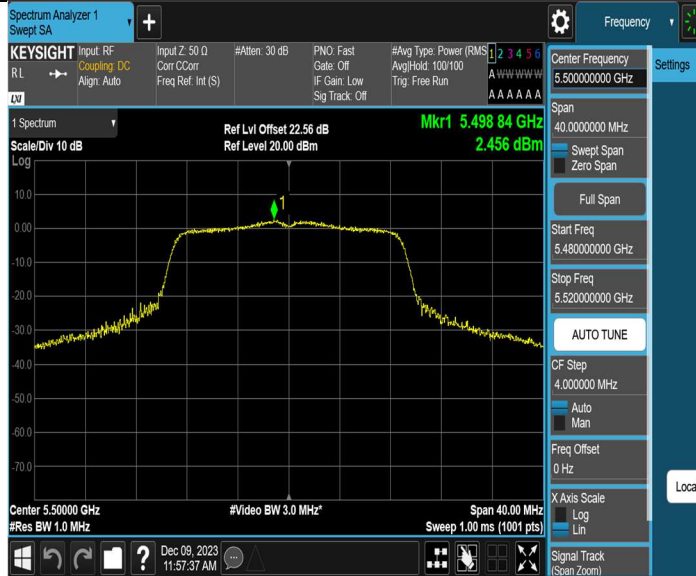 Spectrum Analyzer 1
Swept SA
Frequency
KEYSIGHT
RL
LXI
Input: RF
Coupling: DC
Align: Auto
Input Z: 50 Ω
Corr CCorr
Freq Ref: Int (S)
#Atten: 30 dB
PNO: Fast
Gate: Off
IF Gain: Low
Sig Track: Off
#Avg Type: Power (RMS
Avg|Hold: 100/100
Trig: Free Run
1 2 3 4 5 6
A W W W W W
A A A A A A
1 Spectrum
Scale/Div 10 dB
Log
Ref Lvl Offset 22.56 dB
Ref Level 20.00 dBm
Mkr1 5.498 84 GHz
2.456 dBm
1
10.0
0.00
-10.0
-20.0
-30.0
-40.0
-50.0
-60.0
-70.0
Center 5.50000 GHz
#Res BW 1.0 MHz
#Video BW 3.0 MHz*
Span 40.00 MHz
Sweep 1.00 ms (1001 pts)
?
Dec 09, 2023
11:57:37 AM
Center Frequency
5.500000000 GHz
Span
40.0000000 MHz
Swept Span
Zero Span
Full Span
Start Freq
5.480000000 GHz
Stop Freq
5.520000000 GHz
AUTO TUNE
CF Step
4.000000 MHz
Auto
Man
Freq Offset
0 Hz
X Axis Scale
Log
Lin
Signal Track
(Span Zoom)
Settings
Loca